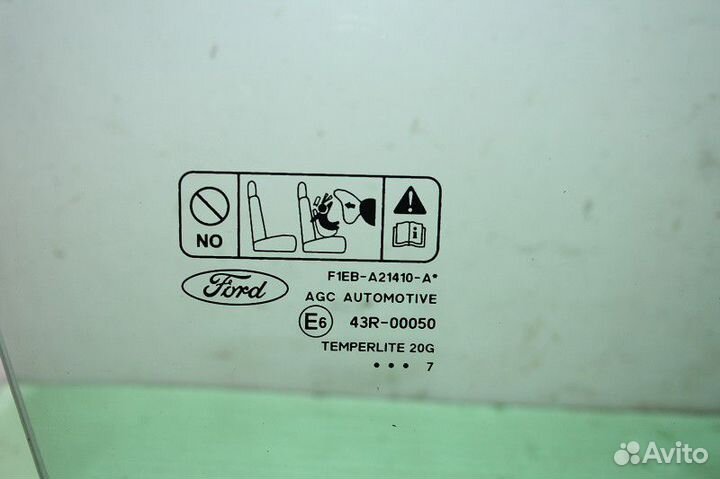 NO
Ford
F1EB-A21410-A*
AGC AUTOMOTIVE
E6 43R-00050
TEMPERLITE 20G
• • • 7
Avito